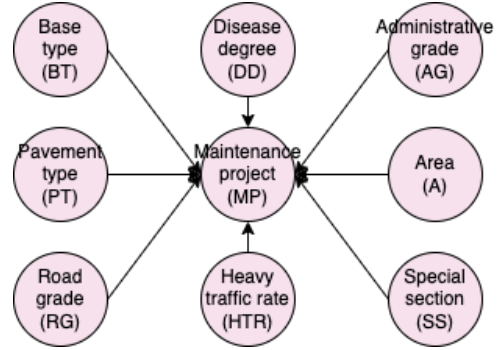 Base
type
(BT)
Disease
degree
(DD)
Administrative
grade
(AG)
Pavement
type
(PT)
Maintenance
project
(MP)
Area
(A)
Road
grade
(RG)
Heavy
traffic rate
(HTR)
Special
section
(SS)